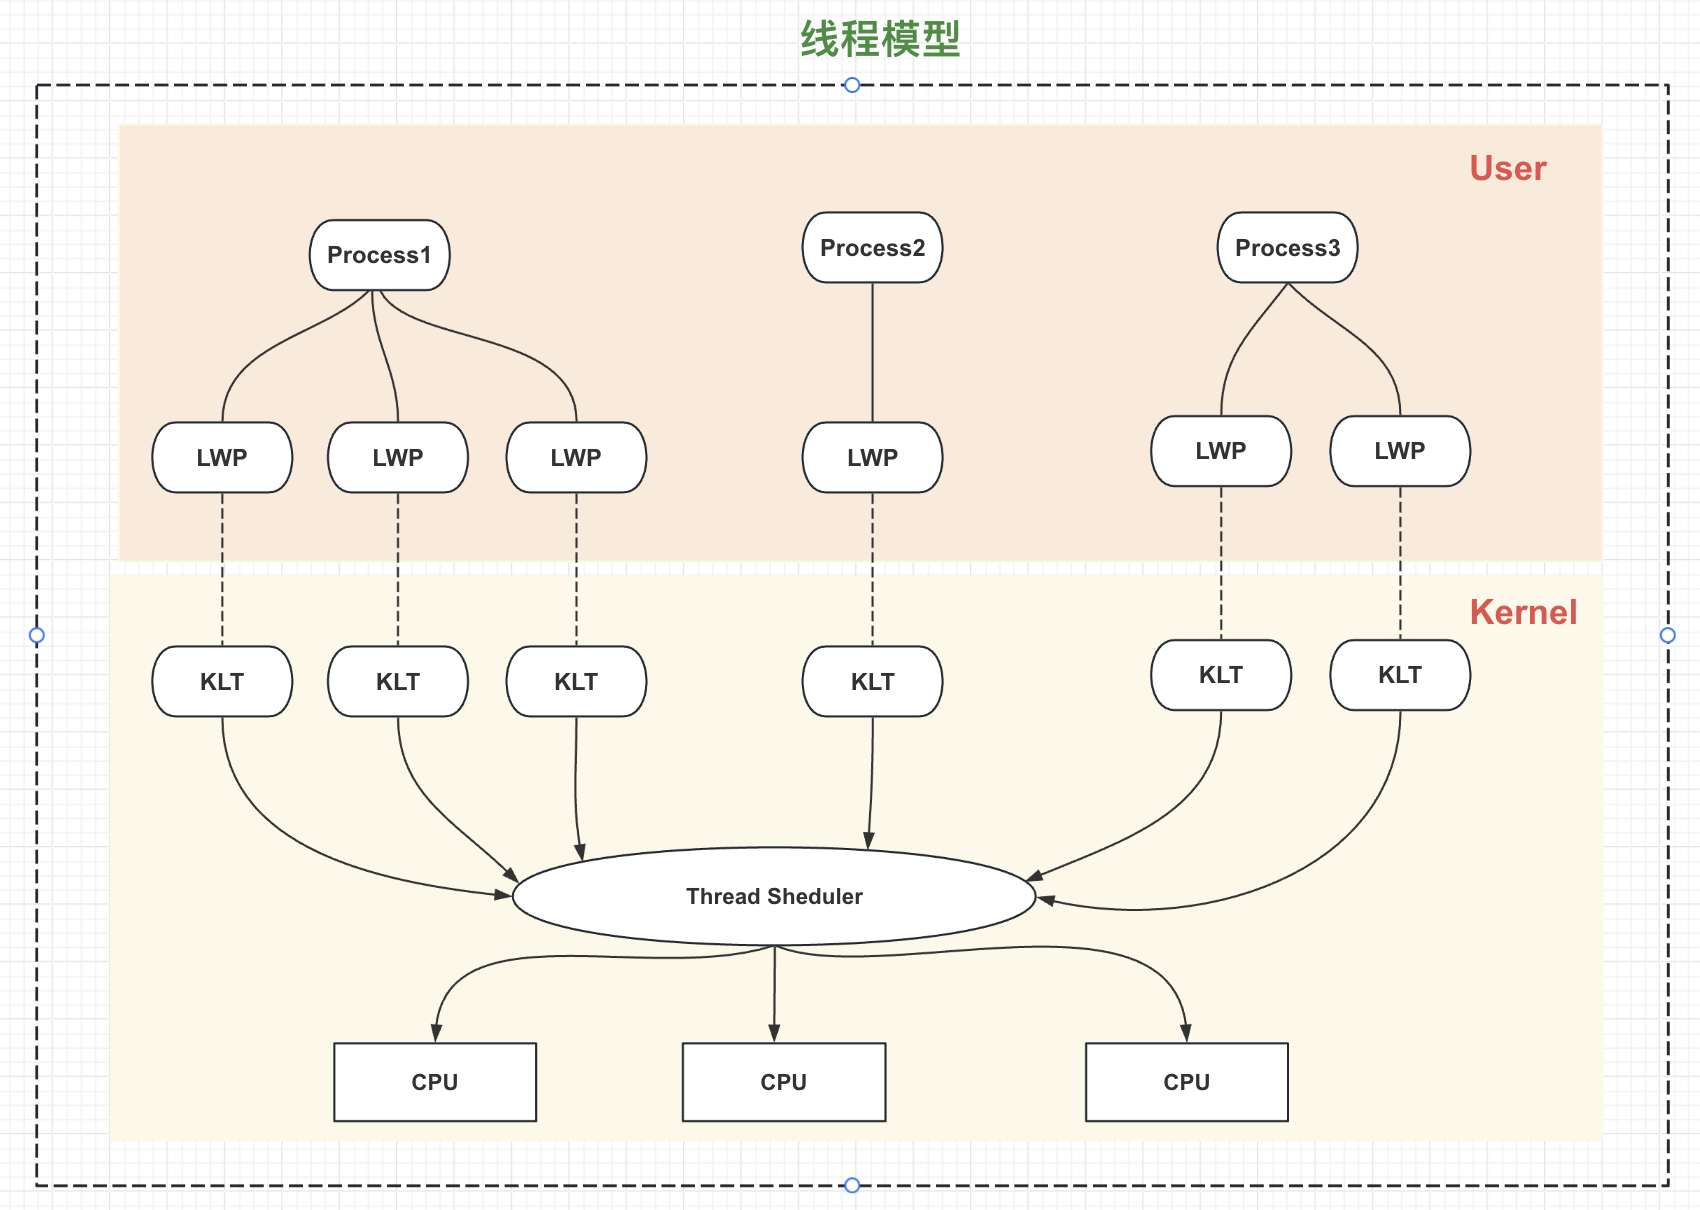 线程模型
User
Process1
Process2
Process3
LWP
LWP
LWP
LWP
LWP
LWP
Kernel
KLT
KLT
KLT
KLT
KLT
KLT
Thread Sheduler
CPU
CPU
CPU